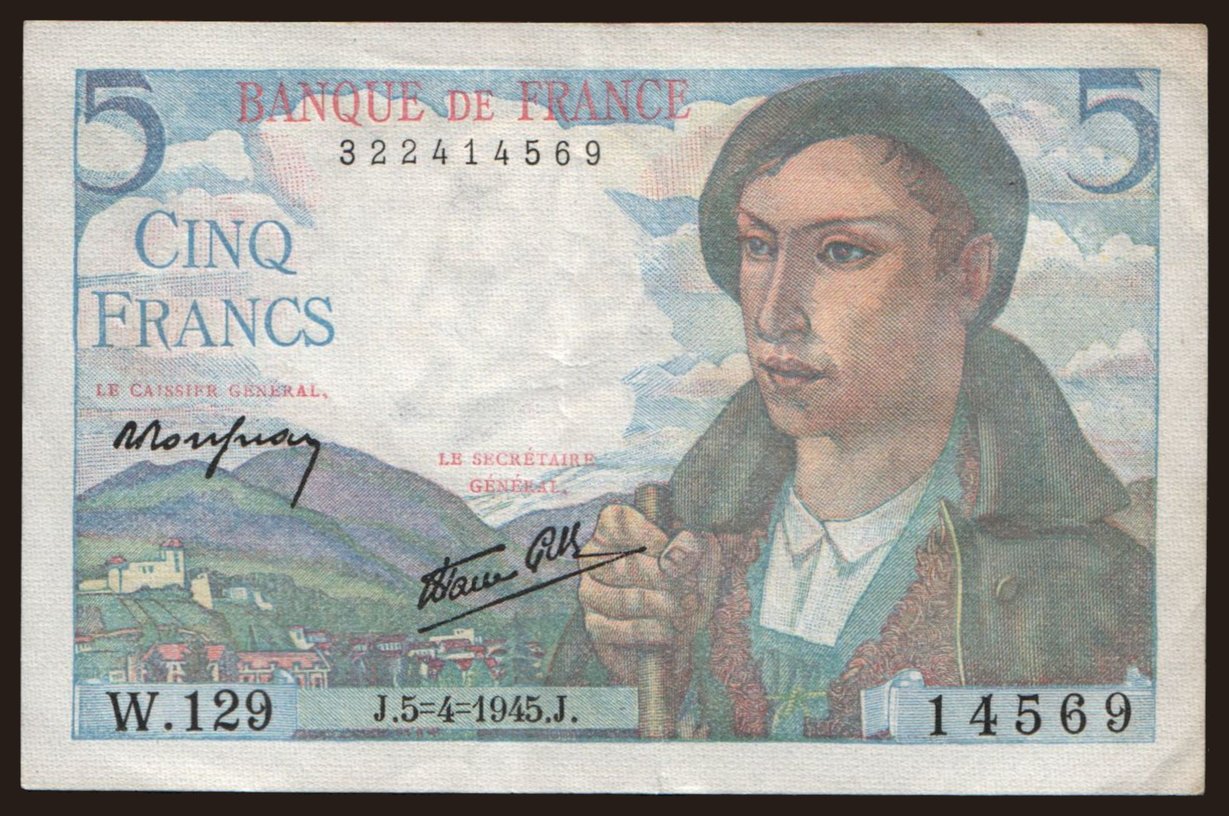 5
BANQUE DE FRANCE
5
322414569
CINQ
FRANCS
LE CAISSIER GÉNÉRAL,
LE SECRÉTAIRE
GÉNÉRAL,
W.129
J.5=4=1945.J.
14569